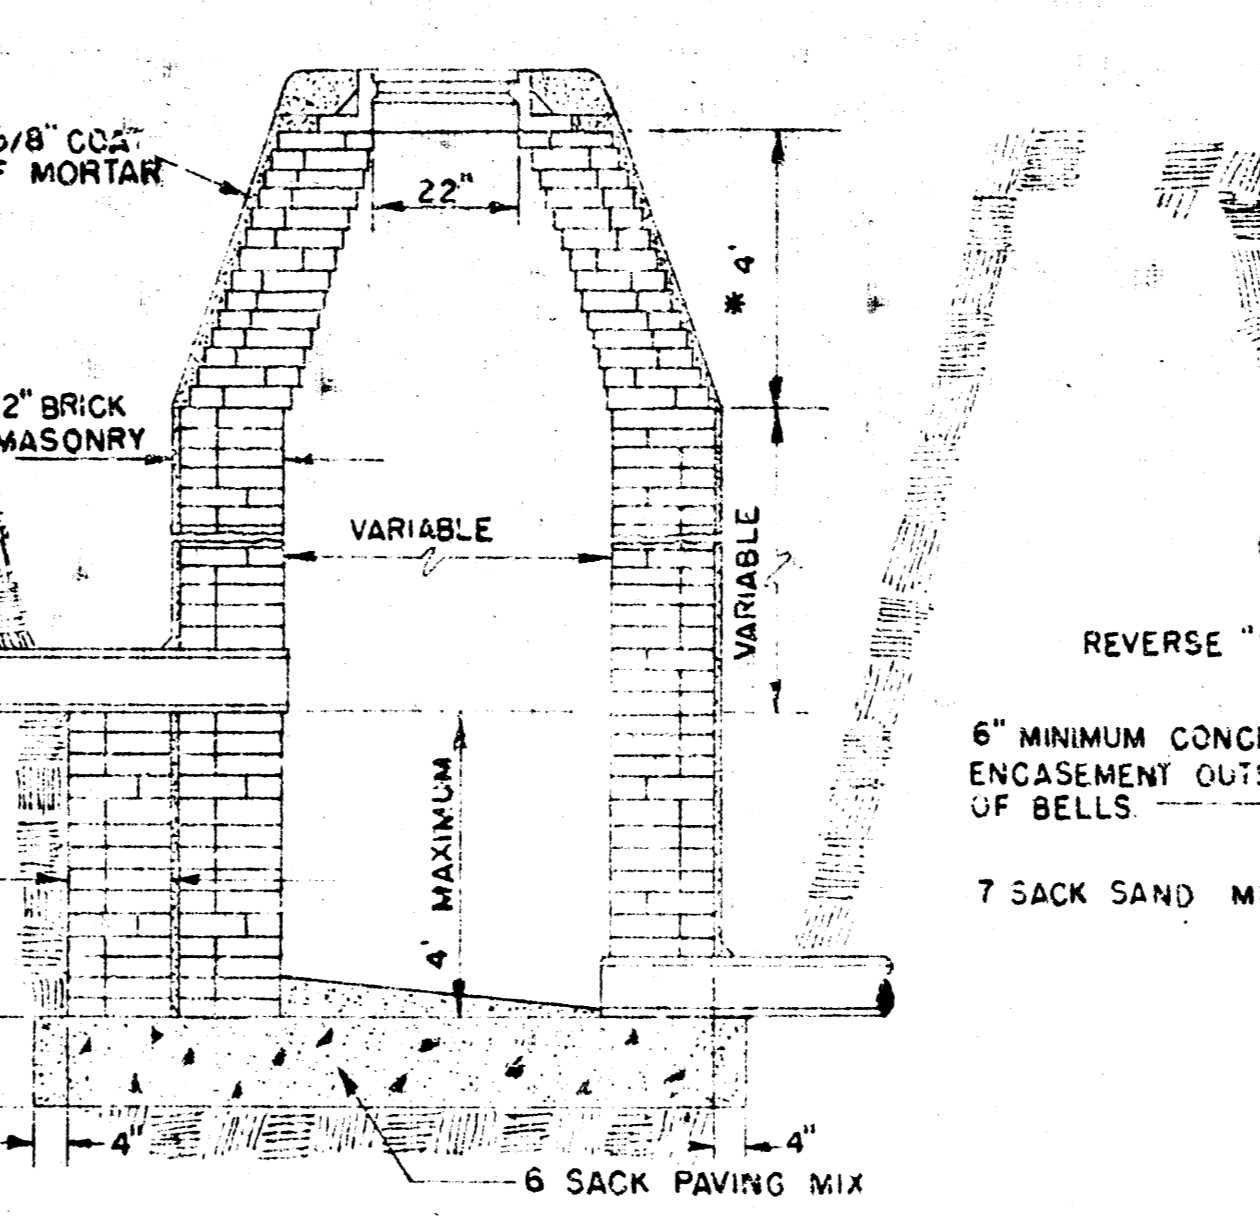 5/8" COAT
F MORTAR
22"
* 4'
2" BRICK
MASONRY
VARIABLE
VARIABLE
REVERSE "
6" MINIMUM CONC
ENCASEMENT OUTS
OF BELLS
4' MAXIMUM
7 SACK SAND M
4"
4"
6 SACK PAVING MIX